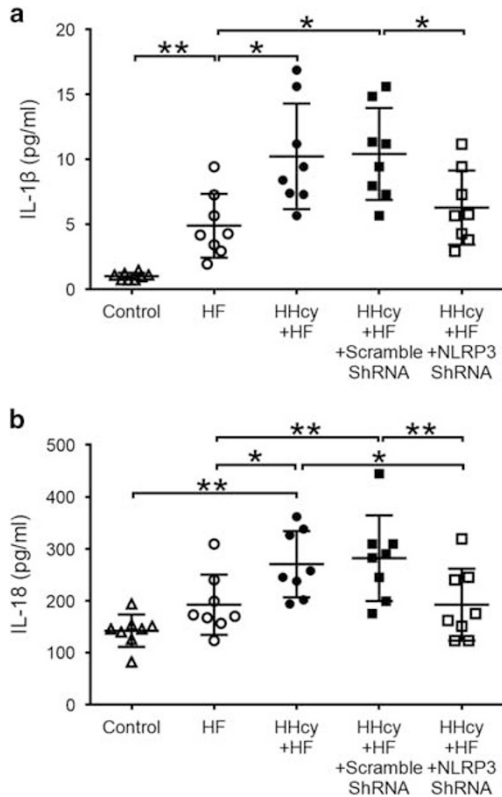 a
** * * *
IL-1β (pg/ml)
20
15
10
5
0
Control HF HHcy HHcy HHcy
+HF +HF +HF
+Scramble +NLRP3
ShRNA ShRNA
b
** **
* *
**
IL-18 (pg/ml)
500
400
300
200
100
0
Control HF HHcy HHcy HHcy
+HF +HF +HF
+Scramble +NLRP3
ShRNA ShRNA